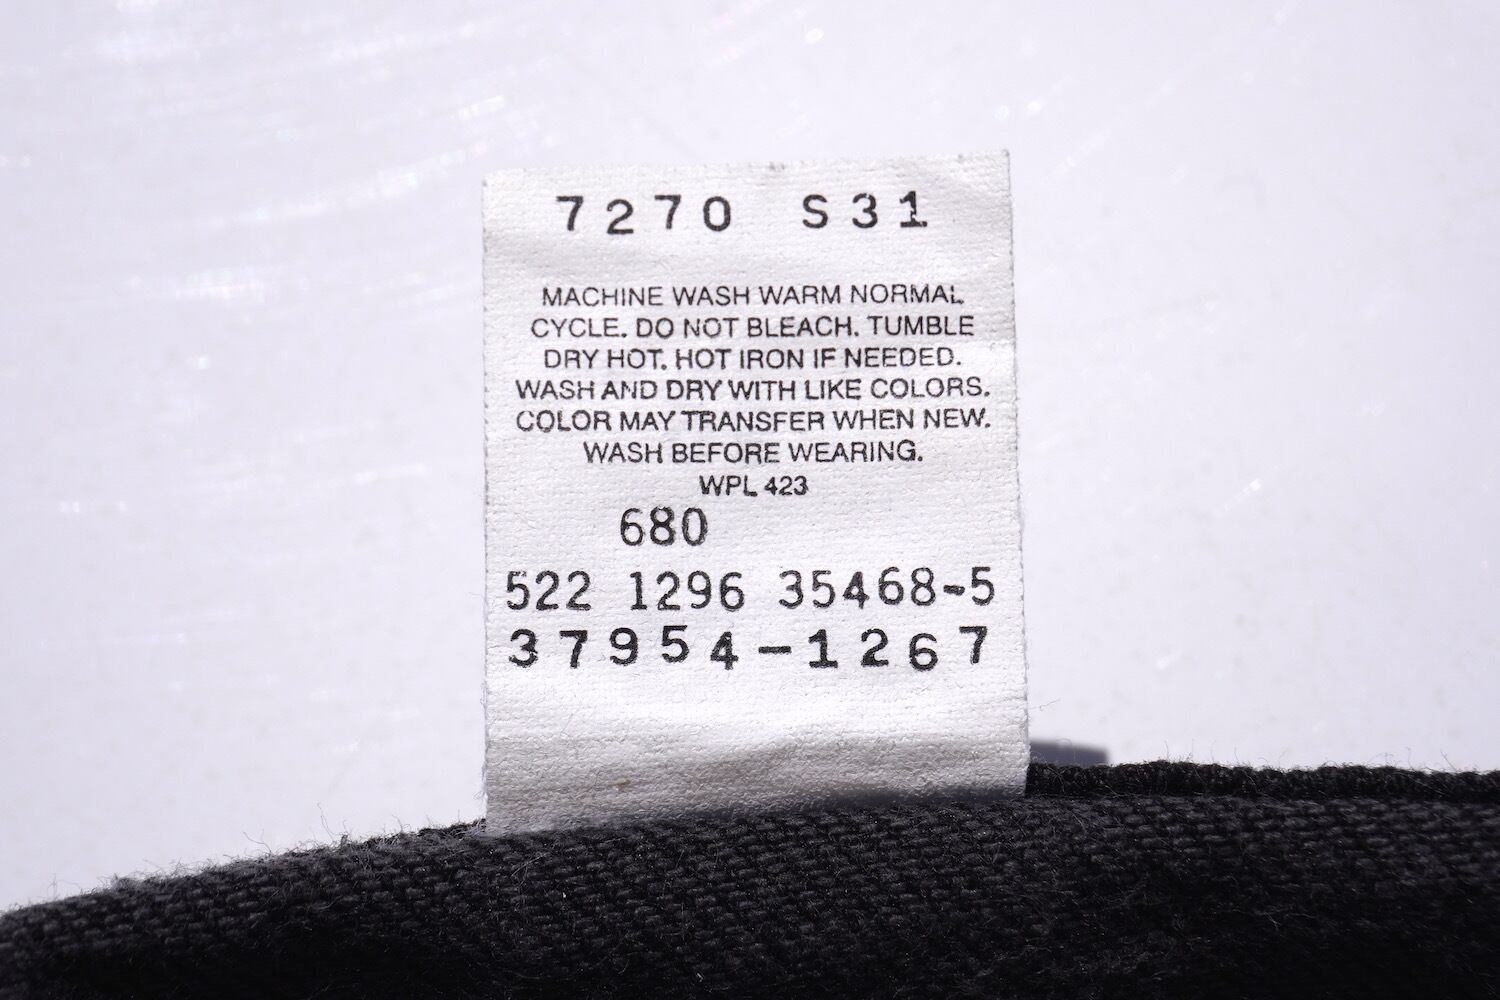 7270 S31
MACHINE WASH WARM NORMAL
CYCLE. DO NOT BLEACH. TUMBLE
DRY HOT. HOT IRON IF NEEDED.
WASH AND DRY WITH LIKE COLORS.
COLOR MAY TRANSFER WHEN NEW.
WASH BEFORE WEARING.
WPL 423
680
522 1296 35468-5
37954-1267